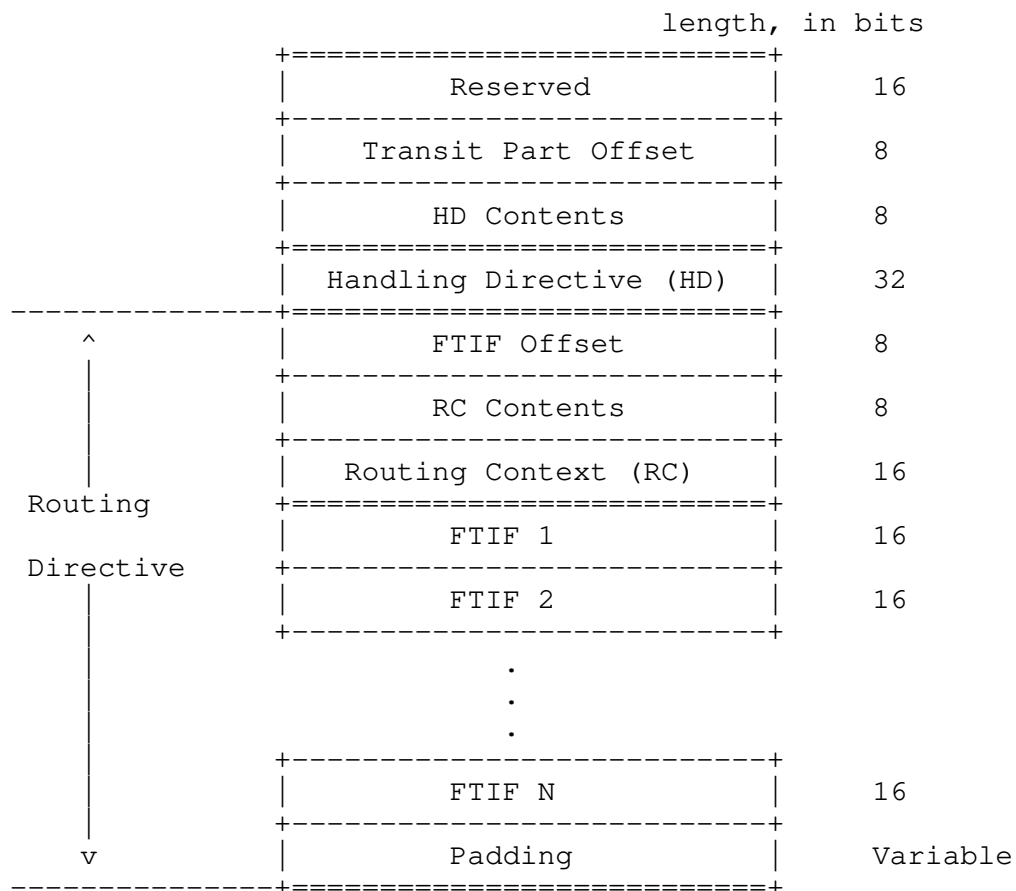 length, in bits
Reserved 16
Transit Part Offset 8
HD Contents 8
Handling Directive (HD) 32
^ FTIF Offset 8
RC Contents 8
Routing Context (RC) 16
Routing
FTIF 1 16
Directive
FTIF 2 16
.
.
.
FTIF N 16
v Padding Variable